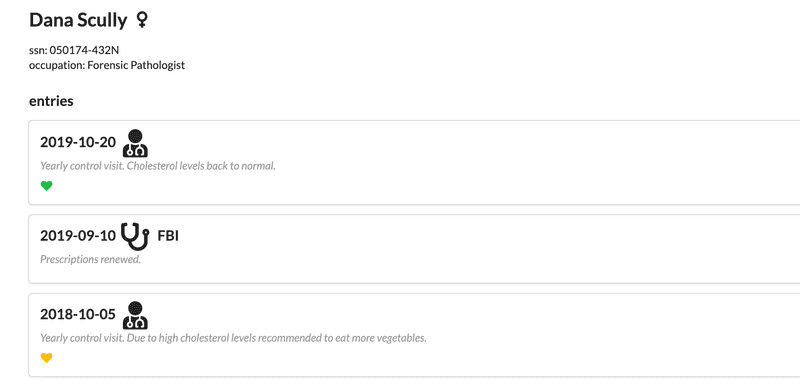 Dana Scully
ssn: 050174-432N
occupation: Forensic Pathologist
entries
2019-10-20
Yearly control visit. Cholesterol levels back to normal.
2019-09-10 FBI
Prescriptions renewed.
2018-10-05
Yearly control visit. Due to high cholesterol levels recommended to eat more vegetables.